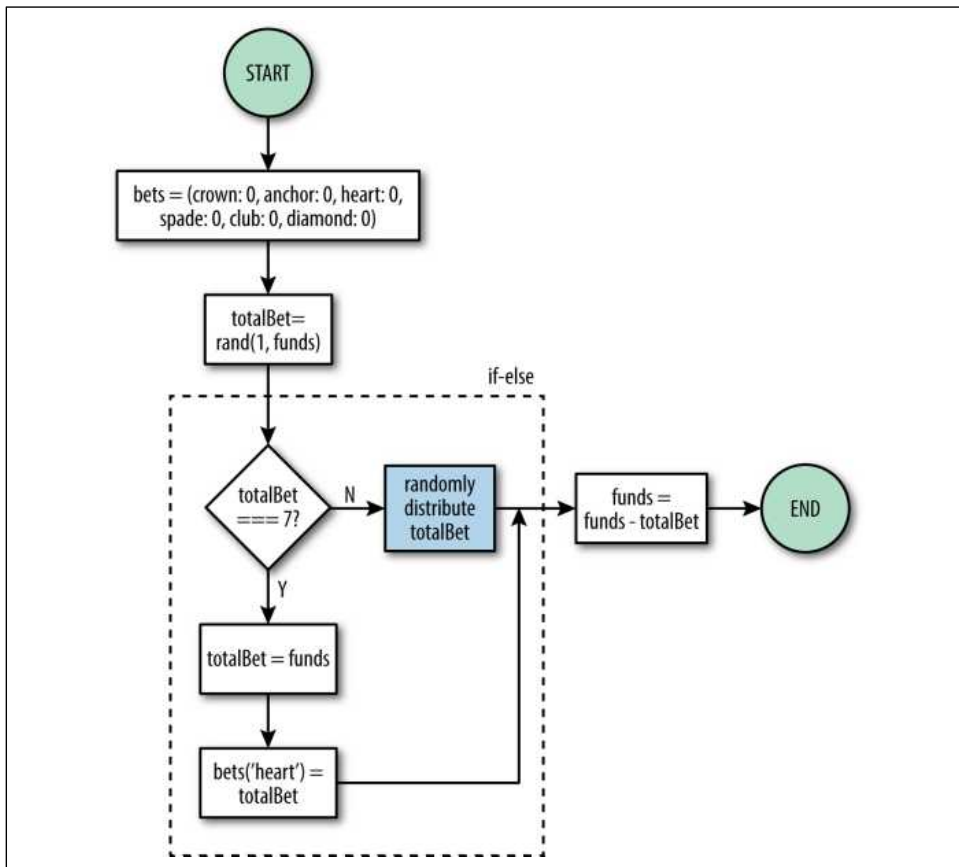 START
bets = (crown: 0, anchor: 0, heart: 0,
spade: 0, club: 0, diamond: 0)
totalBet=
rand(1, funds)
if-else
totalBet
=== 7?
N
randomly
distribute
totalBet
funds =
funds - totalBet
END
Y
totalBet = funds
bets('heart') =
totalBet